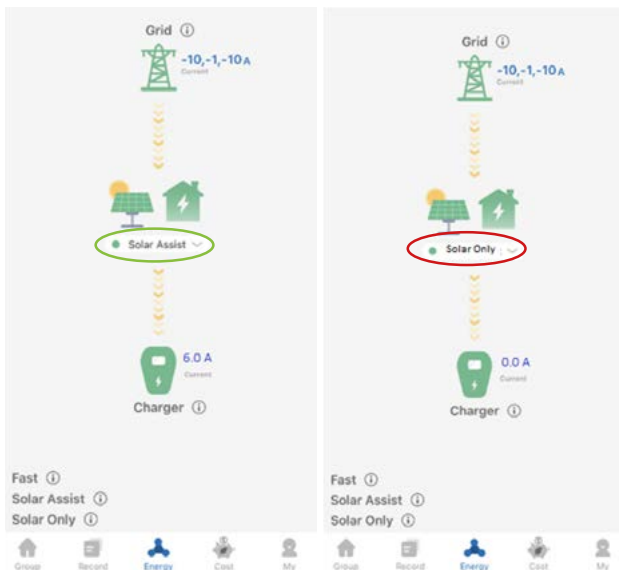 Grid
-10,-1,-10 A
Current
Solar Assist
6.0 A
Current
Charger
Fast
Solar Assist
Solar Only
Group
Record
Energy
Cost
My
Grid
-10,-1,-10 A
Current
Solar Only
0.0 A
Current
Charger
Fast
Solar Assist
Solar Only
Group
Record
Energy
Cost
My